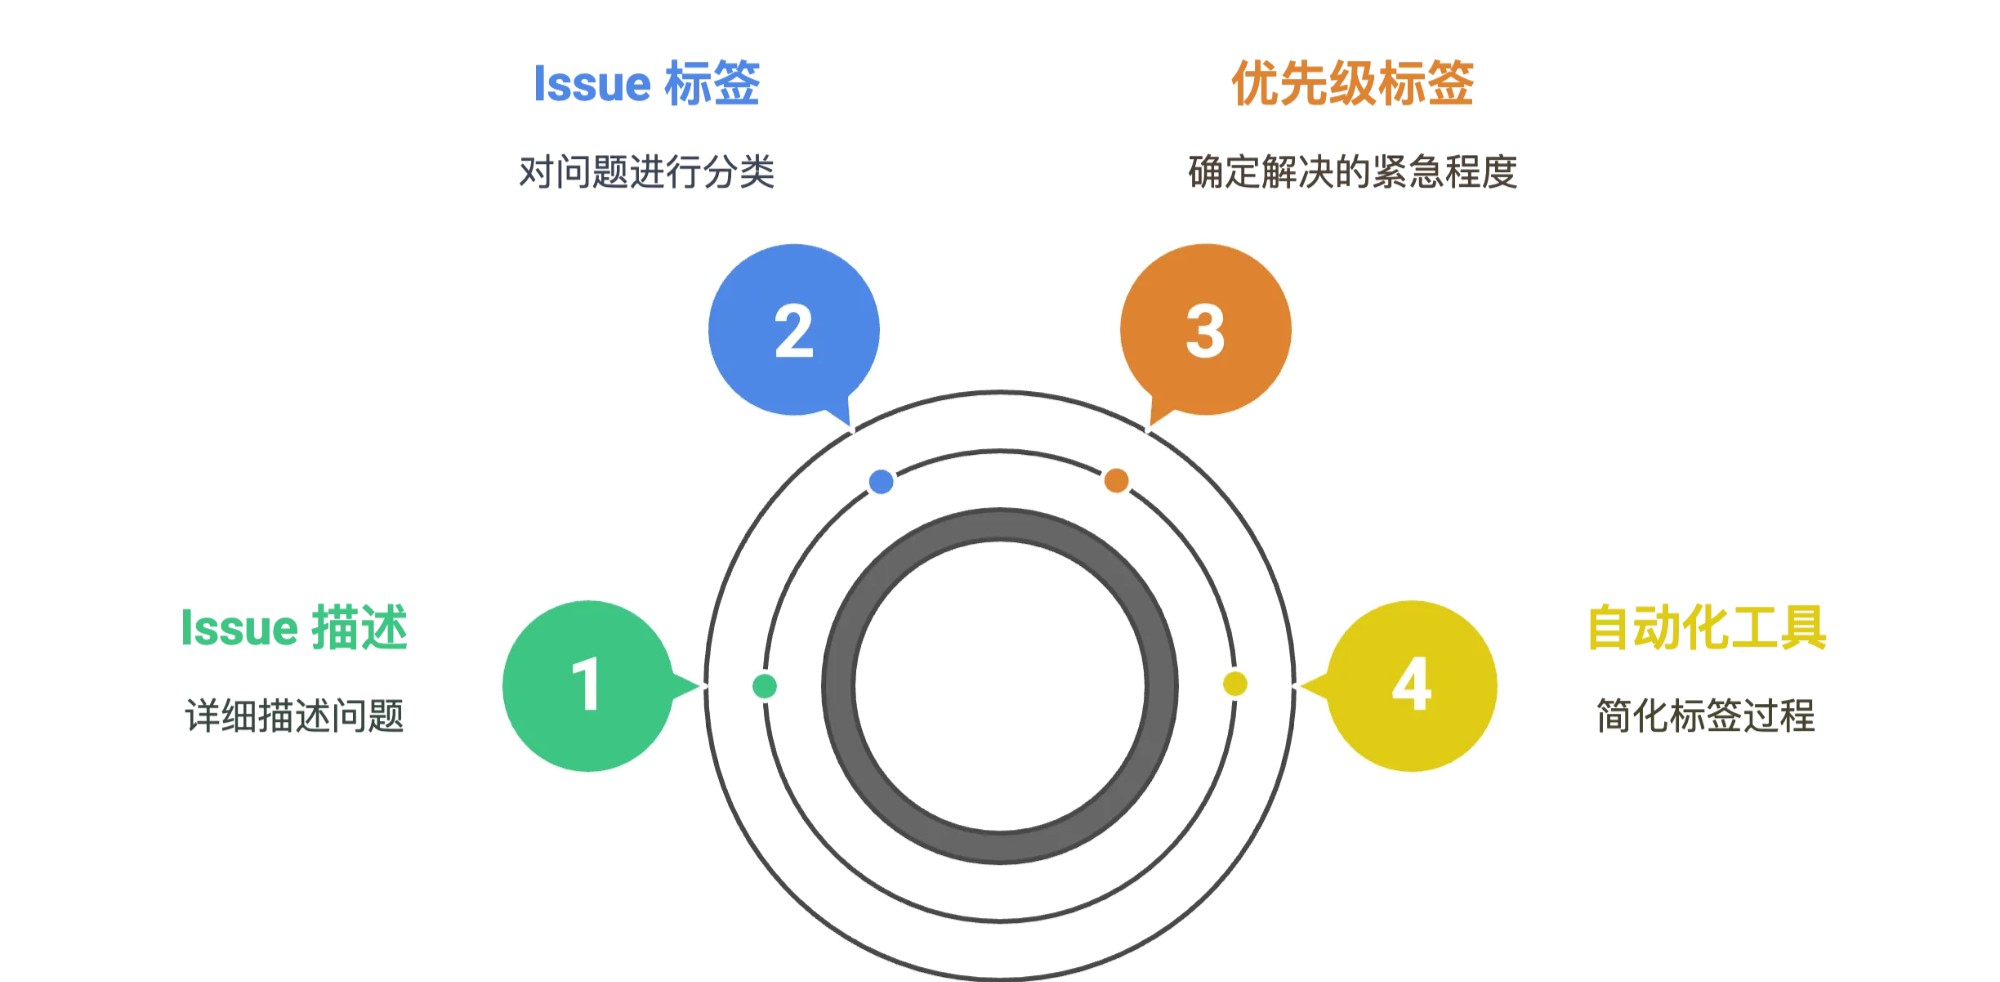 Issue 标签
对问题进行分类
优先级标签
确定解决的紧急程度
2
3
Issue 描述
详细描述问题
1
4
自动化工具
简化标签过程